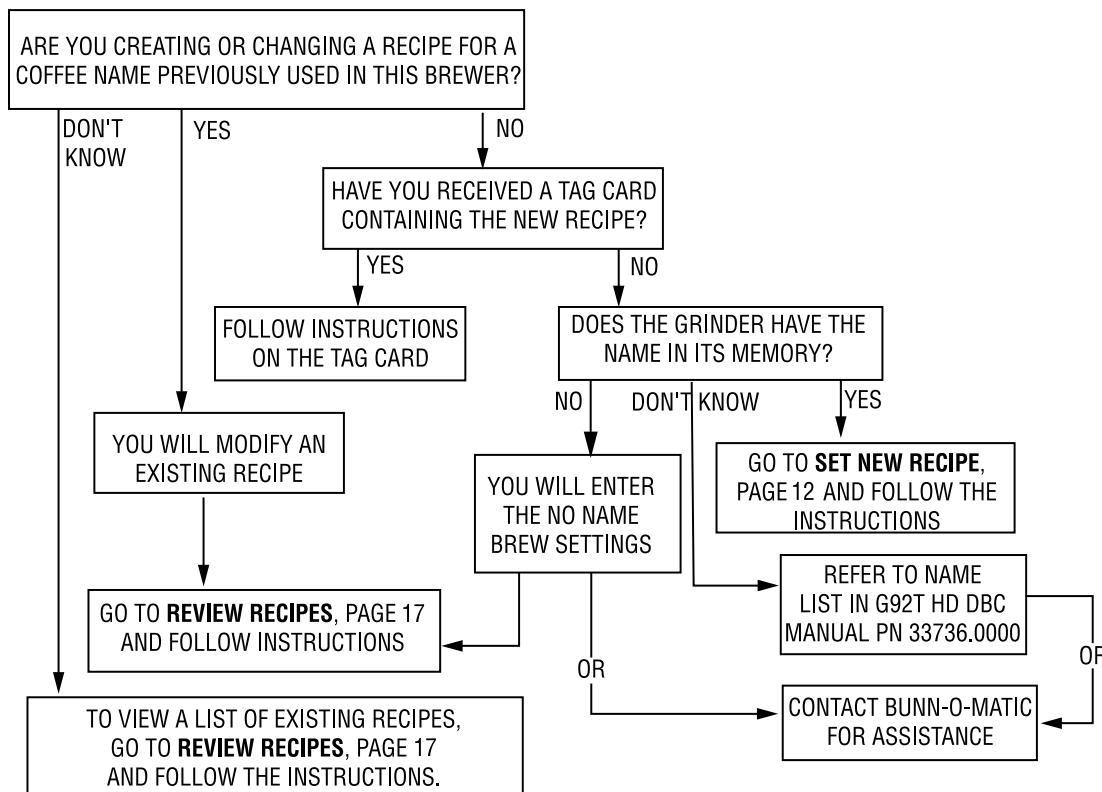 ARE YOU CREATING OR CHANGING A RECIPE FOR A
COFFEE NAME PREVIOUSLY USED IN THIS BREWER?
DON'T
KNOW
YES
NO
HAVE YOU RECEIVED A TAG CARD
CONTAINING THE NEW RECIPE?
YES
NO
FOLLOW INSTRUCTIONS
ON THE TAG CARD
DOES THE GRINDER HAVE THE
NAME IN ITS MEMORY?
NO
DON'T KNOW
YES
YOU WILL MODIFY AN
EXISTING RECIPE
YOU WILL ENTER
THE NO NAME
BREW SETTINGS
GO TO SET NEW RECIPE,
PAGE 12 AND FOLLOW THE
INSTRUCTIONS
REFER TO NAME
LIST IN G92T HD DBC
MANUAL PN 33736.0000
GO TO REVIEW RECIPES, PAGE 17
AND FOLLOW INSTRUCTIONS
OR
OR
CONTACT BUNN-O-MATIC
FOR ASSISTANCE
TO VIEW A LIST OF EXISTING RECIPES,
GO TO REVIEW RECIPES, PAGE 17
AND FOLLOW THE INSTRUCTIONS.